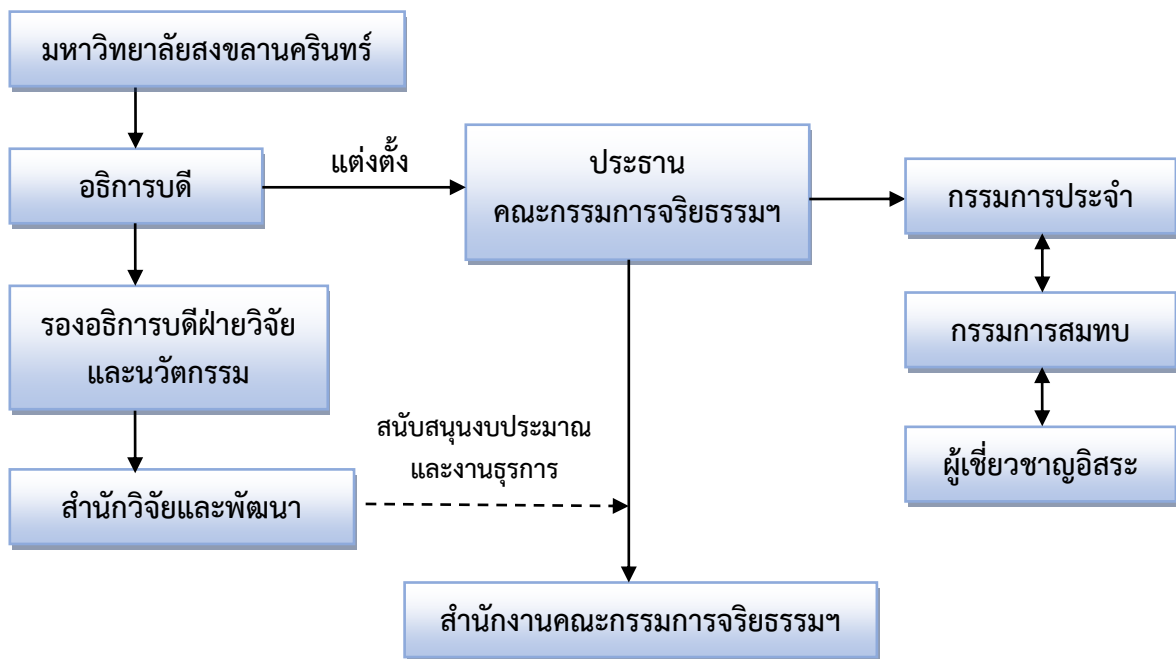 มหาวิทยาลัยสงขลานครินทร์
อธิการบดี
แต่งตั้ง
ประธาน
คณะกรรมการจริยธรรมฯ
กรรมการประจำ
รองอธิการบดีฝ่ายวิจัย
และนวัตกรรม
กรรมการสมทบ
สนับสนุนงบประมาณ
และงานธุรการ
ผู้เชี่ยวชาญอิสระ
สำนักวิจัยและพัฒนา
สำนักงานคณะกรรมการจริยธรรมฯ